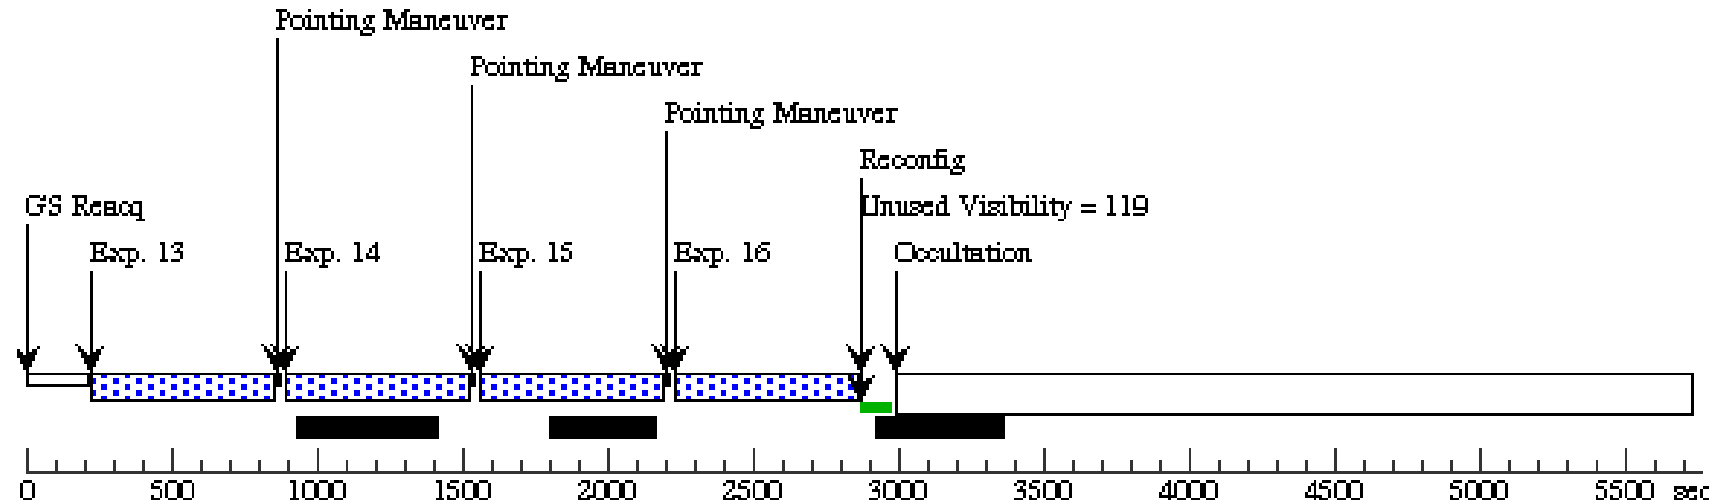 Pointing Maneuver
Pointing Maneuver
Pointing Maneuver
Reconfig
GS Reacq
Unused Visibility = 119
Exp. 13
Exp. 14
Exp. 15
Exp. 16
Occultation
0 500 1000 1500 2000 2500 3000 3500 4000 4500 5000 5500 sec